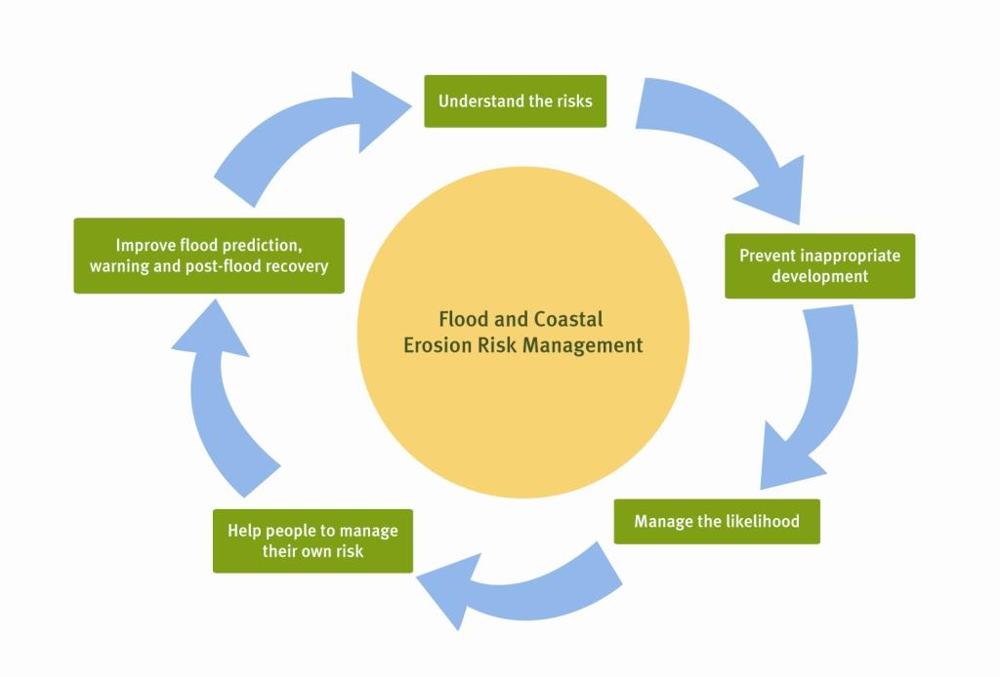 Understand the risks
Prevent inappropriate
development
Manage the likelihood
Help people to manage
their own risk
Improve flood prediction,
warning and post-flood recovery
Flood and Coastal
Erosion Risk Management